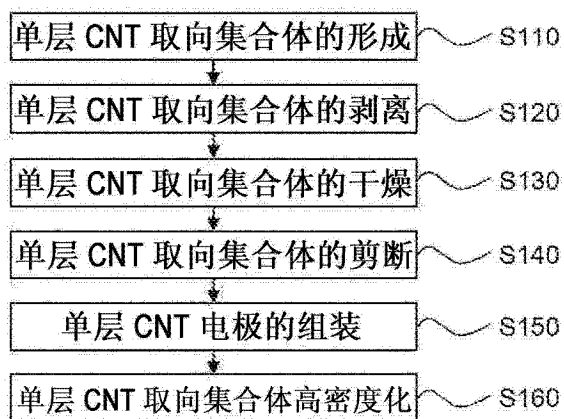 单层 CNT 取向集合体的形成 S110
单层 CNT 取向集合体的剥离 S120
单层 CNT 取向集合体的干燥 S130
单层 CNT 取向集合体的剪断 S140
单层 CNT 电极的组装 S150
单层 CNT 取向集合体高密度化 S160